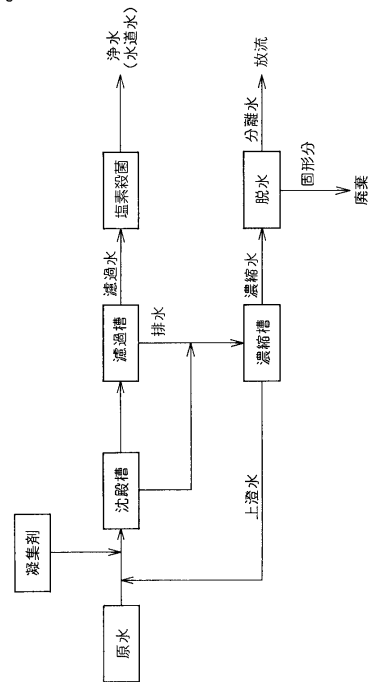 原水
凝集剤
沈殿槽
濾過槽
濾過水
塩素殺菌
浄水
(水道水)
排水
上澄水
濃縮槽
濃縮水
脱水
分離水
放流
固形分
廃棄